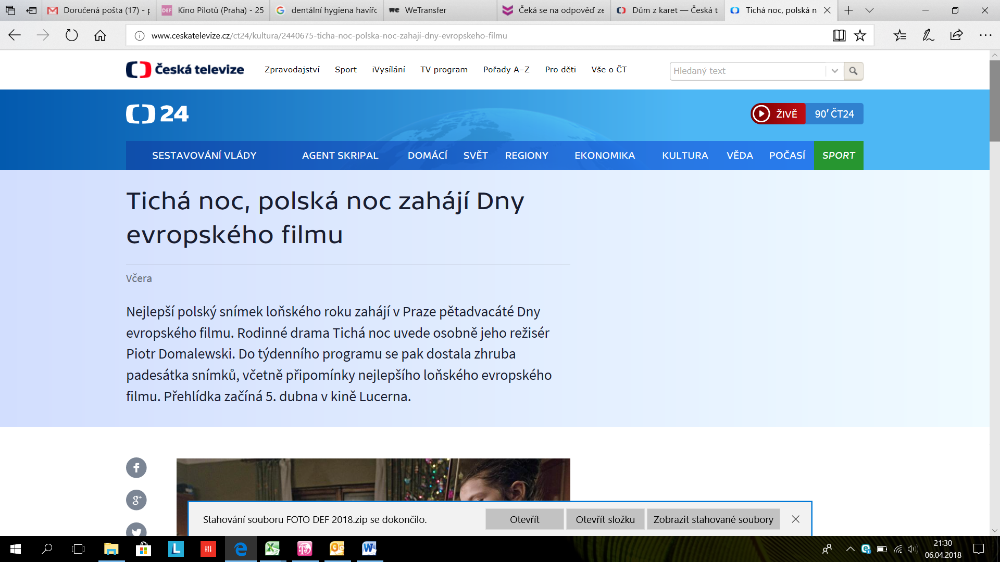 Doručená pošta (17) - p
DEF Kino Pilotů (Praha) - 25
dentální hygiena havířo
we WeTransfer
Čeká se na odpověď ze
Dům z karet — Česká t
Tichá noc, polská n
www.ceskatelevize.cz/ct24/kultura/2440675-ticha-noc-polska-noc-zahaji-dny-evropskeho-filmu
Česká televize
Zpravodajství Sport iVysílání TV program Pořady A–Z Pro děti Vše o ČT
Hledaný text
24
ŽIVĚ 90’ ČT24
SESTAVOVÁNÍ VLÁDY AGENT SKRIPAL DOMÁCÍ SVĚT REGIONY EKONOMIKA KULTURA VĚDA POČASÍ SPORT
Tichá noc, polská noc zahájí Dny
evropského filmu
Včera
Nejlepší polský snímek loňského roku zahájí v Praze pětadvacáté Dny
evropského filmu. Rodinné drama Tichá noc uvede osobně jeho režisér
Piotr Domalewski. Do týdenního programu se pak dostala zhruba
padesátka snímků, včetně připomínky nejlepšího loňského evropského
filmu. Přehlídka začíná 5. dubna v kině Lucerna.
Stahování souboru FOTO DEF 2018.zip se dokončilo.
Otevřít Otevřít složku Zobrazit stahované soubory
21:30
06.04.2018